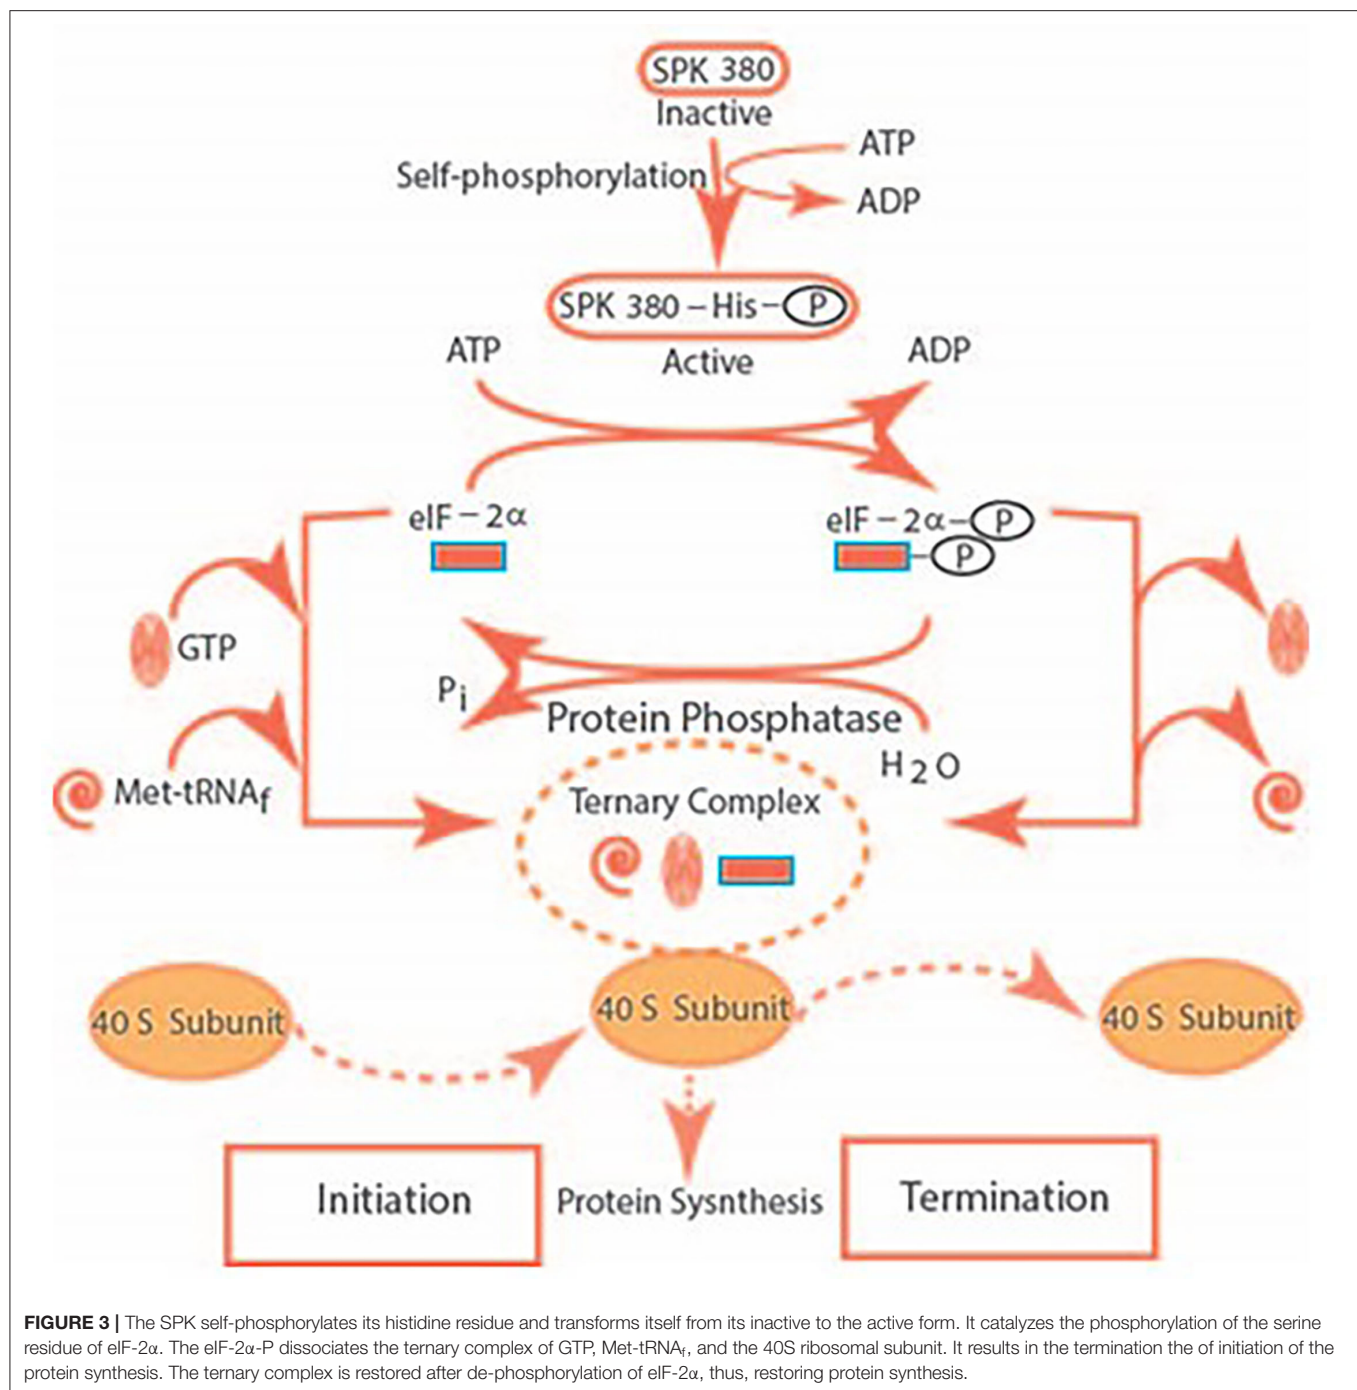 SPK 380
Inactive
ATP
Self-phosphorylation
ADP
SPK 380 – His – P
ATP
Active
ADP
eIF – 2α
eIF – 2α – P
– P
GTP
Pi
Protein Phosphatase
H2O
Met-tRNAf
Ternary Complex
40 S Subunit
40 S Subunit
40 S Subunit
Initiation
Protein Sysnthesis
Termination
FIGURE 3 | The SPK self-phosphorylates its histidine residue and transforms itself from its inactive to the active form. It catalyzes the phosphorylation of the serine
residue of eIF-2α. The eIF-2α-P dissociates the ternary complex of GTP, Met-tRNAf, and the 40S ribosomal subunit. It results in the termination the of initiation of the
protein synthesis. The ternary complex is restored after de-phosphorylation of eIF-2α, thus, restoring protein synthesis.